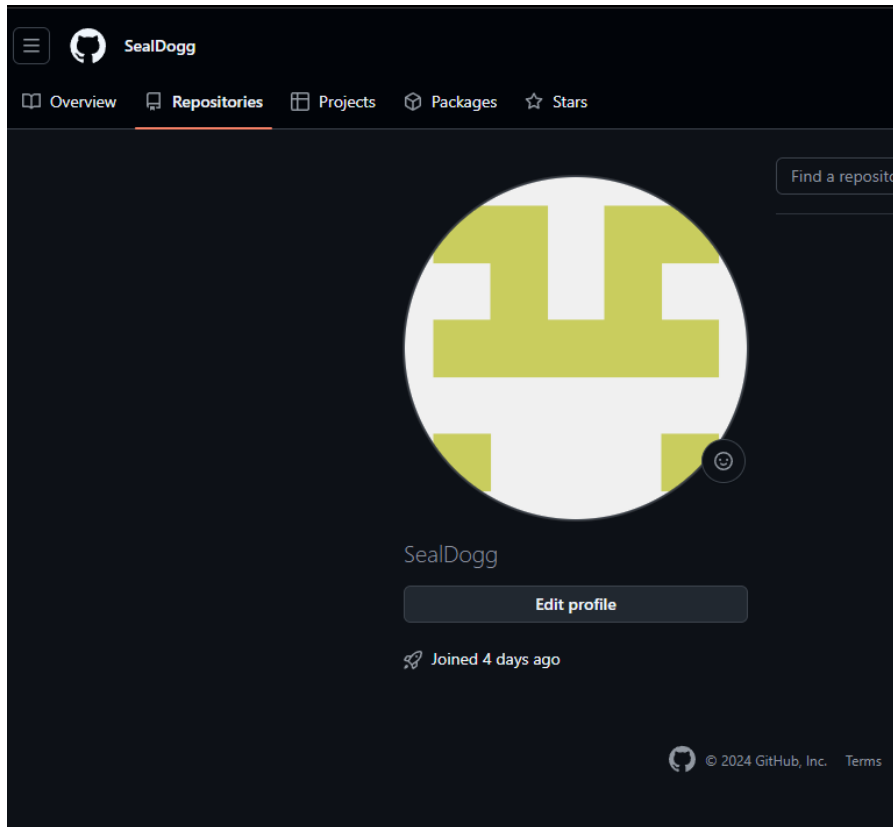 SealDogg
Overview Repositories Projects Packages Stars
Find a reposito
SealDogg
Edit profile
Joined 4 days ago
© 2024 GitHub, Inc. Terms